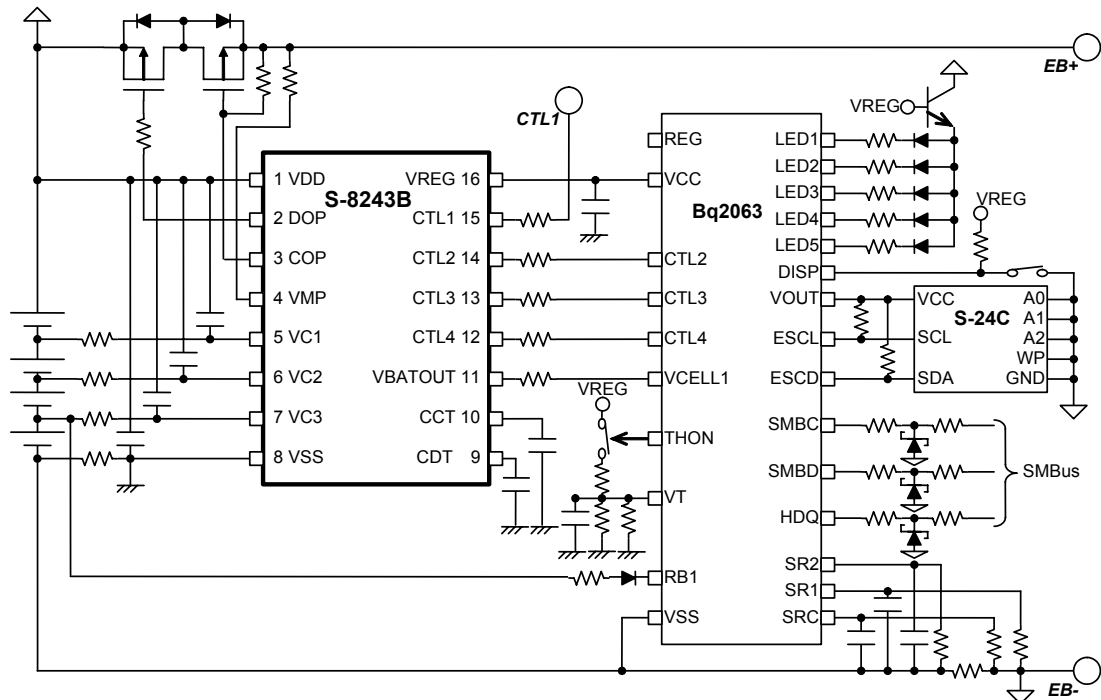 EB+
VREG
CTL1
S-8243B
1 VDD
2 DOP
3 COP
4 VMP
5 VC1
6 VC2
7 VC3
8 VSS
VREG 16
CTL1 15
CTL2 14
CTL3 13
CTL4 12
VBATOUT 11
CCT 10
CDT 9
VREG
Bq2063
REG
VCC
CTL2
CTL3
CTL4
VCELL1
THON
VT
RB1
VSS
LED1
LED2
LED3
LED4
LED5
DISP
VOUT
ESCL
ESCD
SMBC
SMBD
HDQ
SR2
SR1
SRC
VREG
S-24C
VCC
SCL
SDA
A0
A1
A2
WP
GND
SMBus
EB-